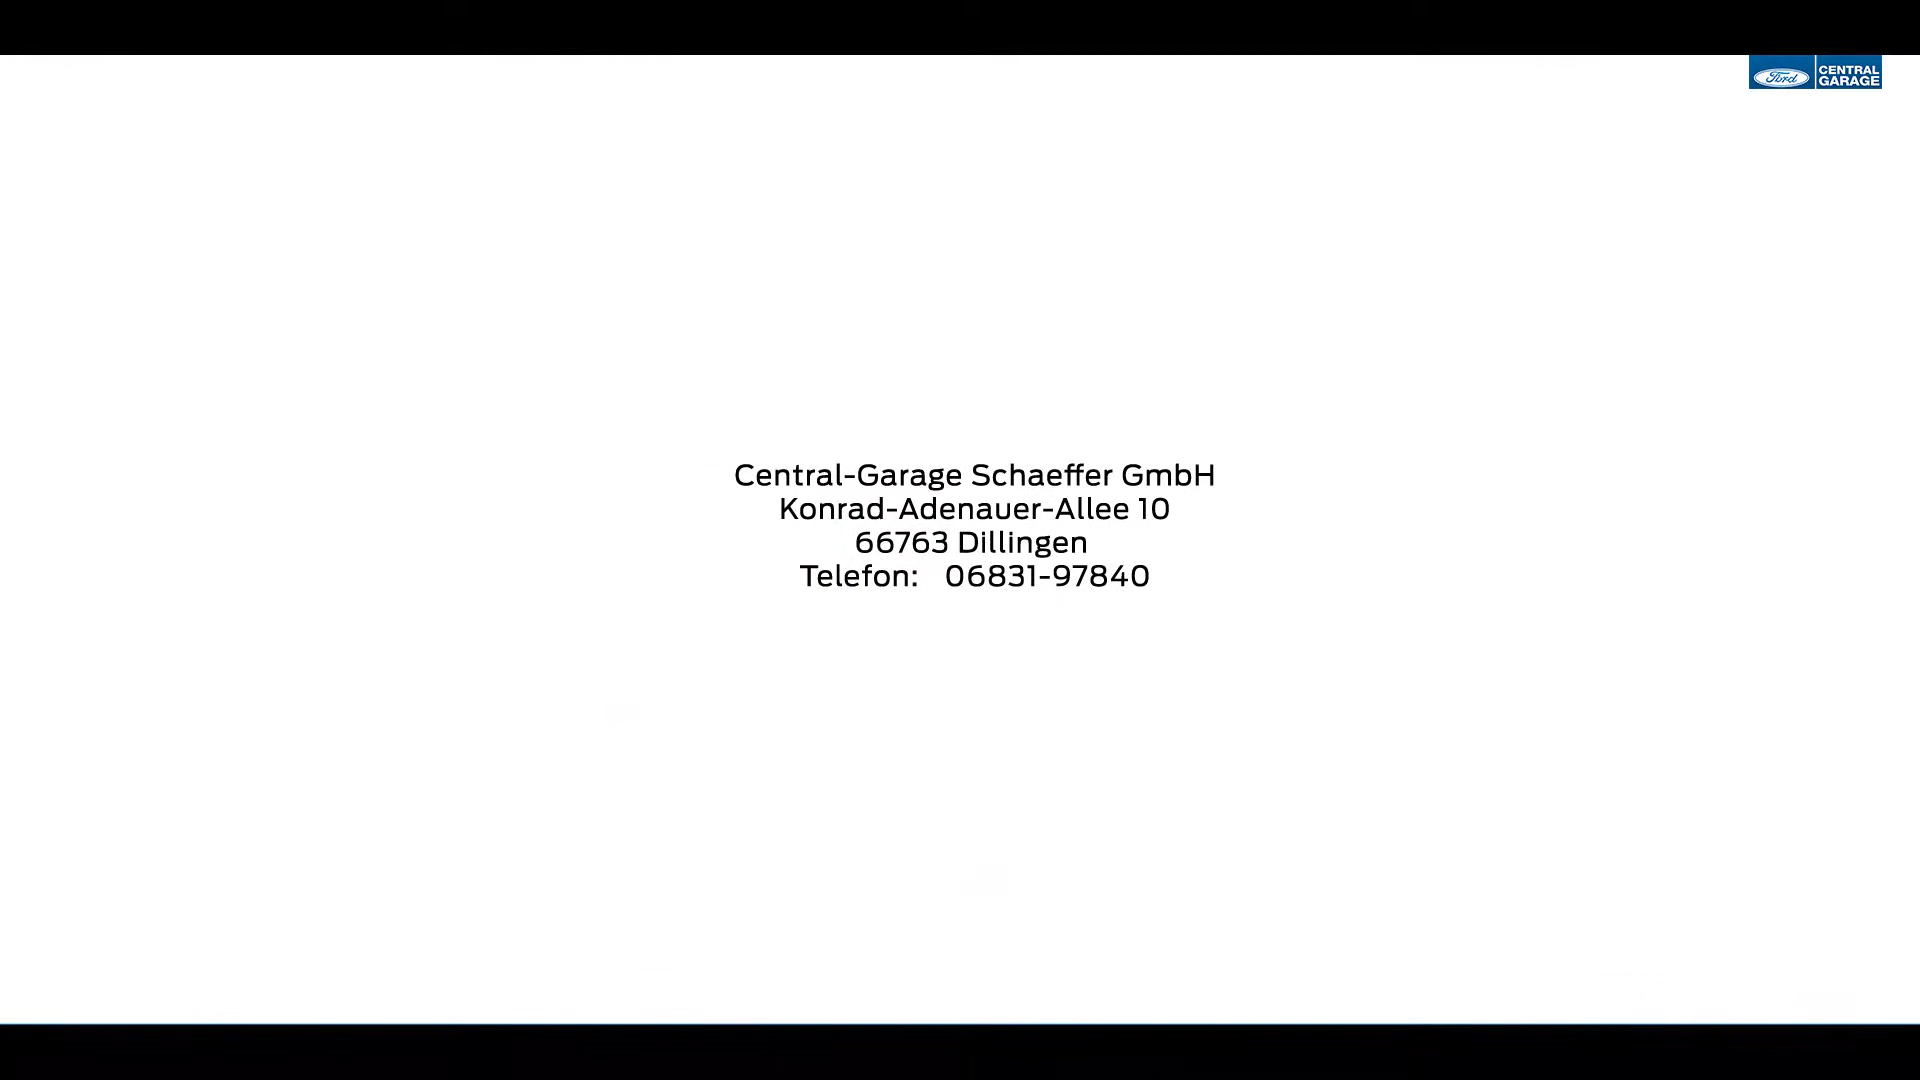 Ford
CENTRAL
GARAGE
Central-Garage Schaeffer GmbH
Konrad-Adenauer-Allee 10
66763 Dillingen
Telefon: 06831-97840